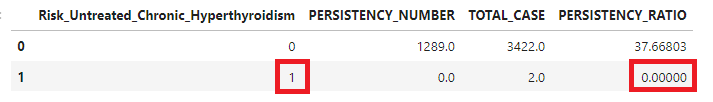 Risk_Untreated_Chronic_Hyperthyroidism PERSISTENCY_NUMBER TOTAL_CASE PERSISTENCY_RATIO
0 0 1289.0 3422.0 37.66803
1 1 0.0 2.0 0.00000